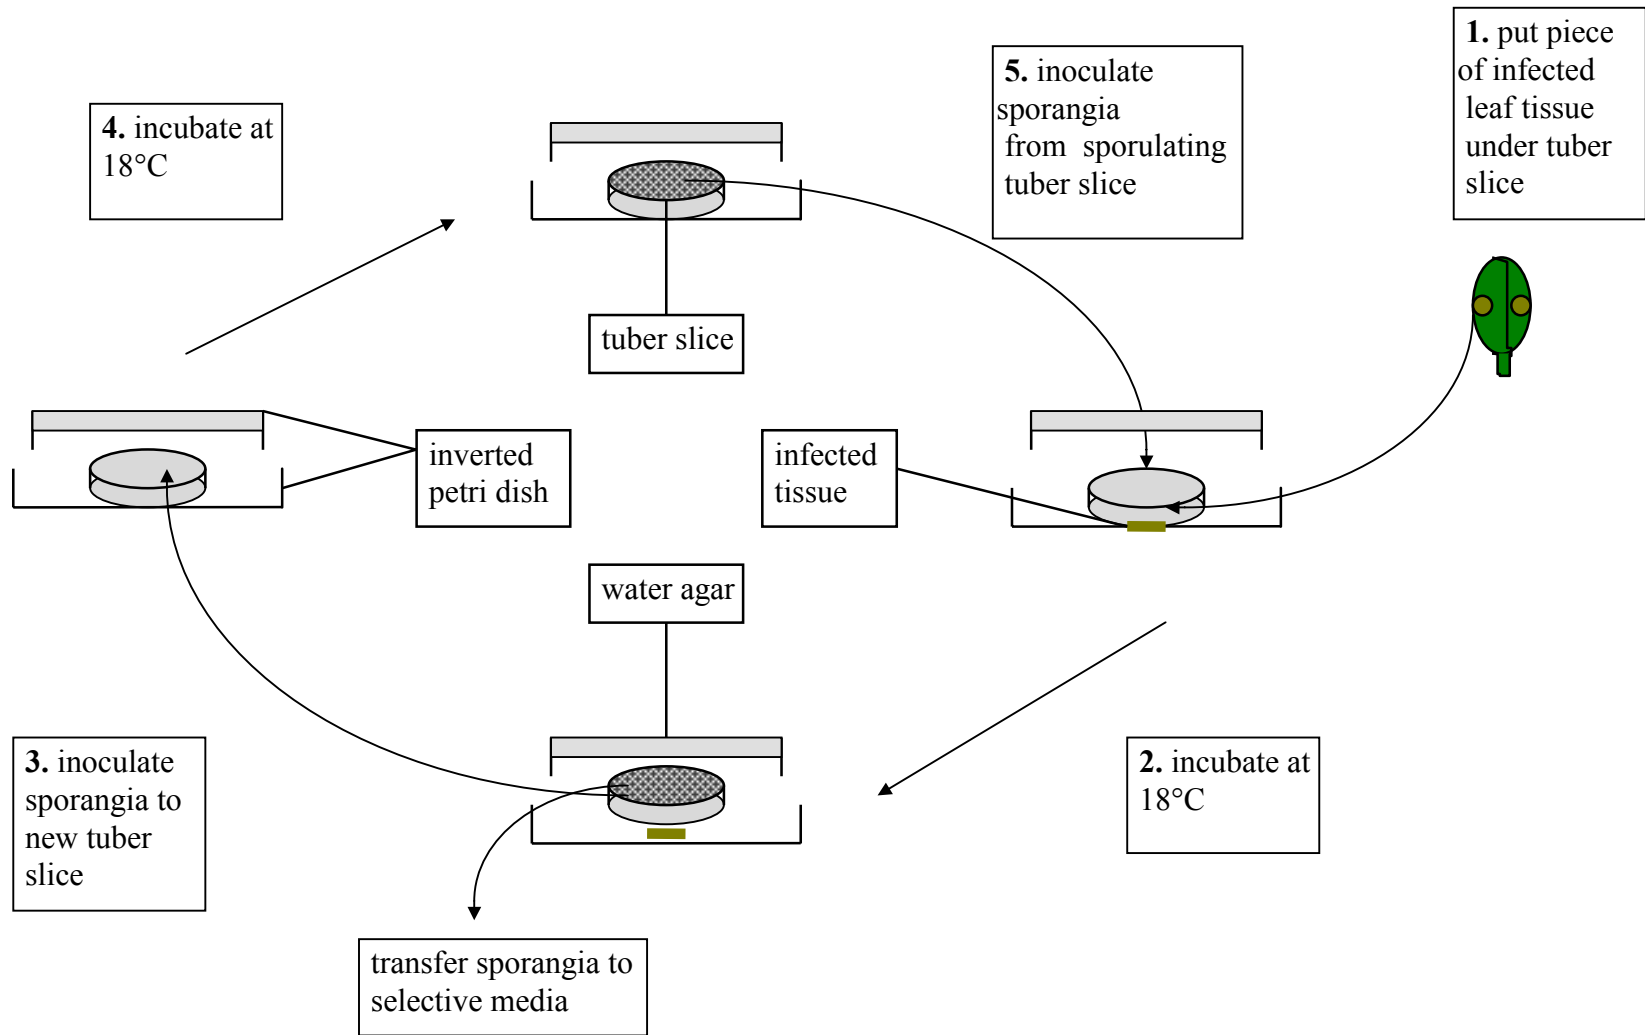 1. put piece
of infected
leaf tissue
under tuber
slice
5. inoculate
sporangia
from sporulating
tuber slice
4. incubate at
18°C
tuber slice
inverted
petri dish
infected
tissue
water agar
3. inoculate
sporangia to
new tuber
slice
2. incubate at
18°C
transfer sporangia to
selective media